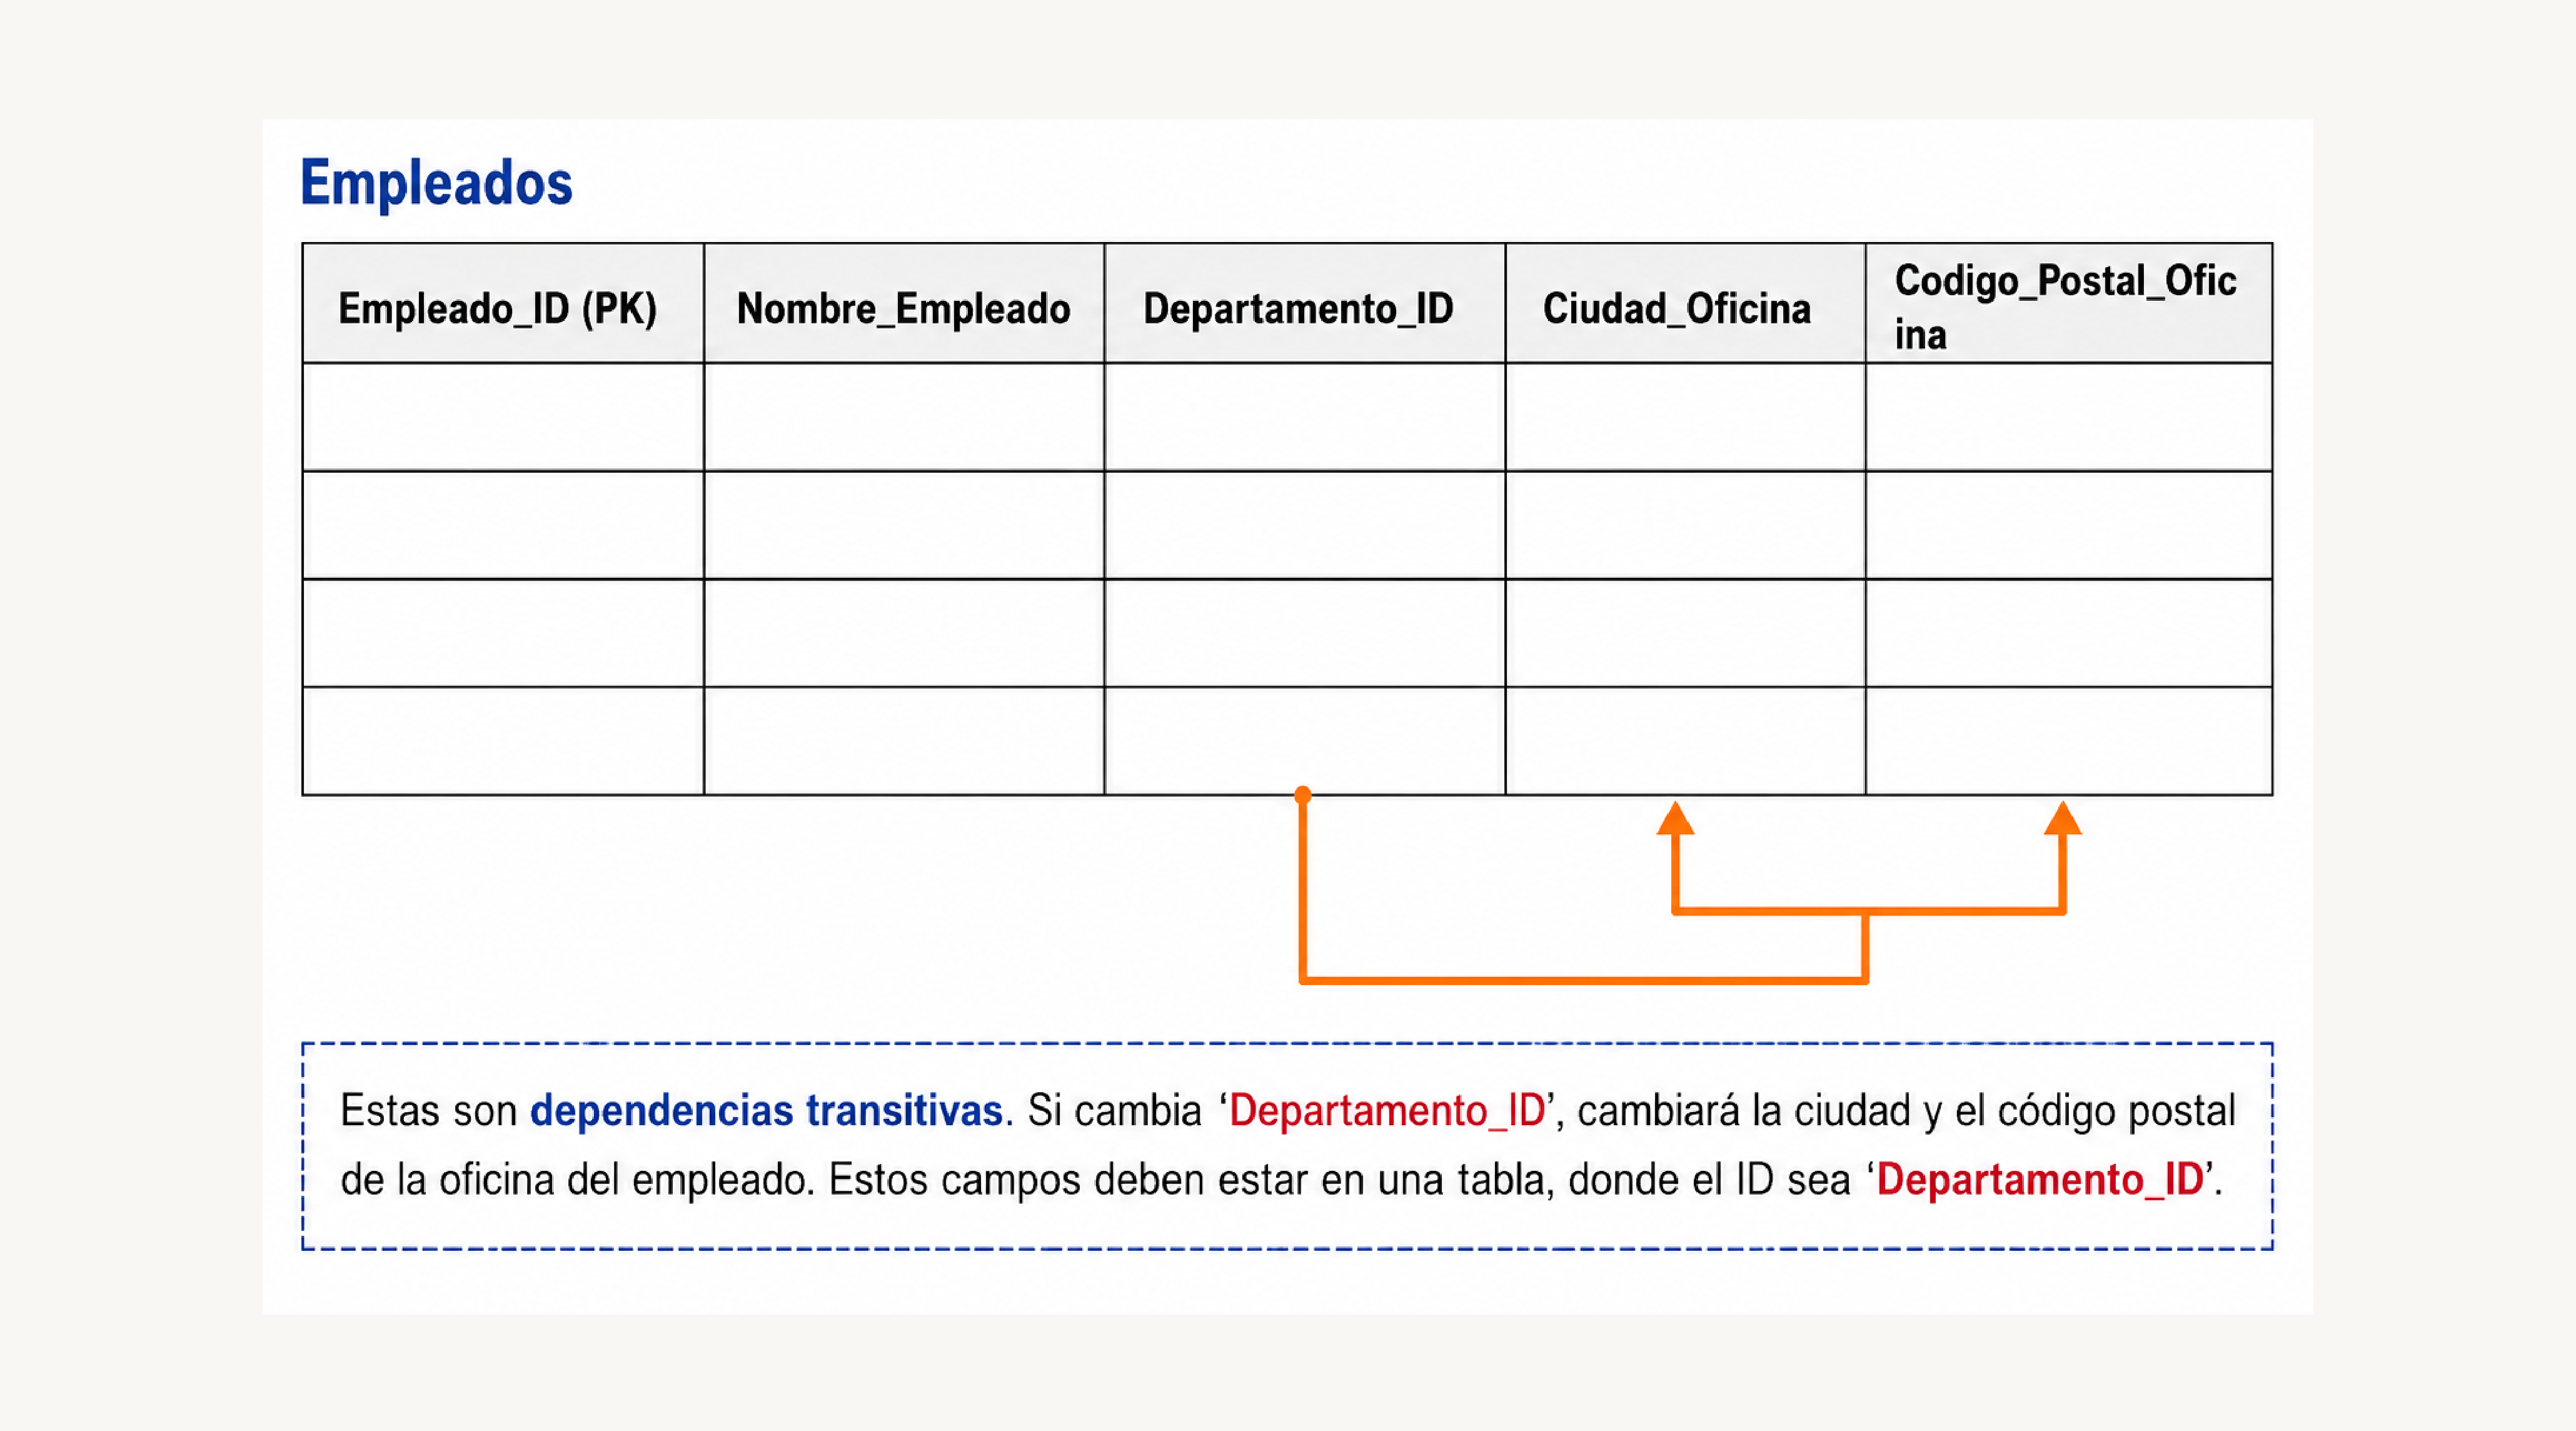 Empleados
Empleado_ID (PK)
Nombre_Empleado
Departamento_ID
Ciudad_Oficina
Codigo_Postal_Ofic
ina
Estas son dependencias transitivas. Si cambia ‘Departamento_ID’, cambiará la ciudad y el código postal
de la oficina del empleado. Estos campos deben estar en una tabla, donde el ID sea ‘Departamento_ID’.